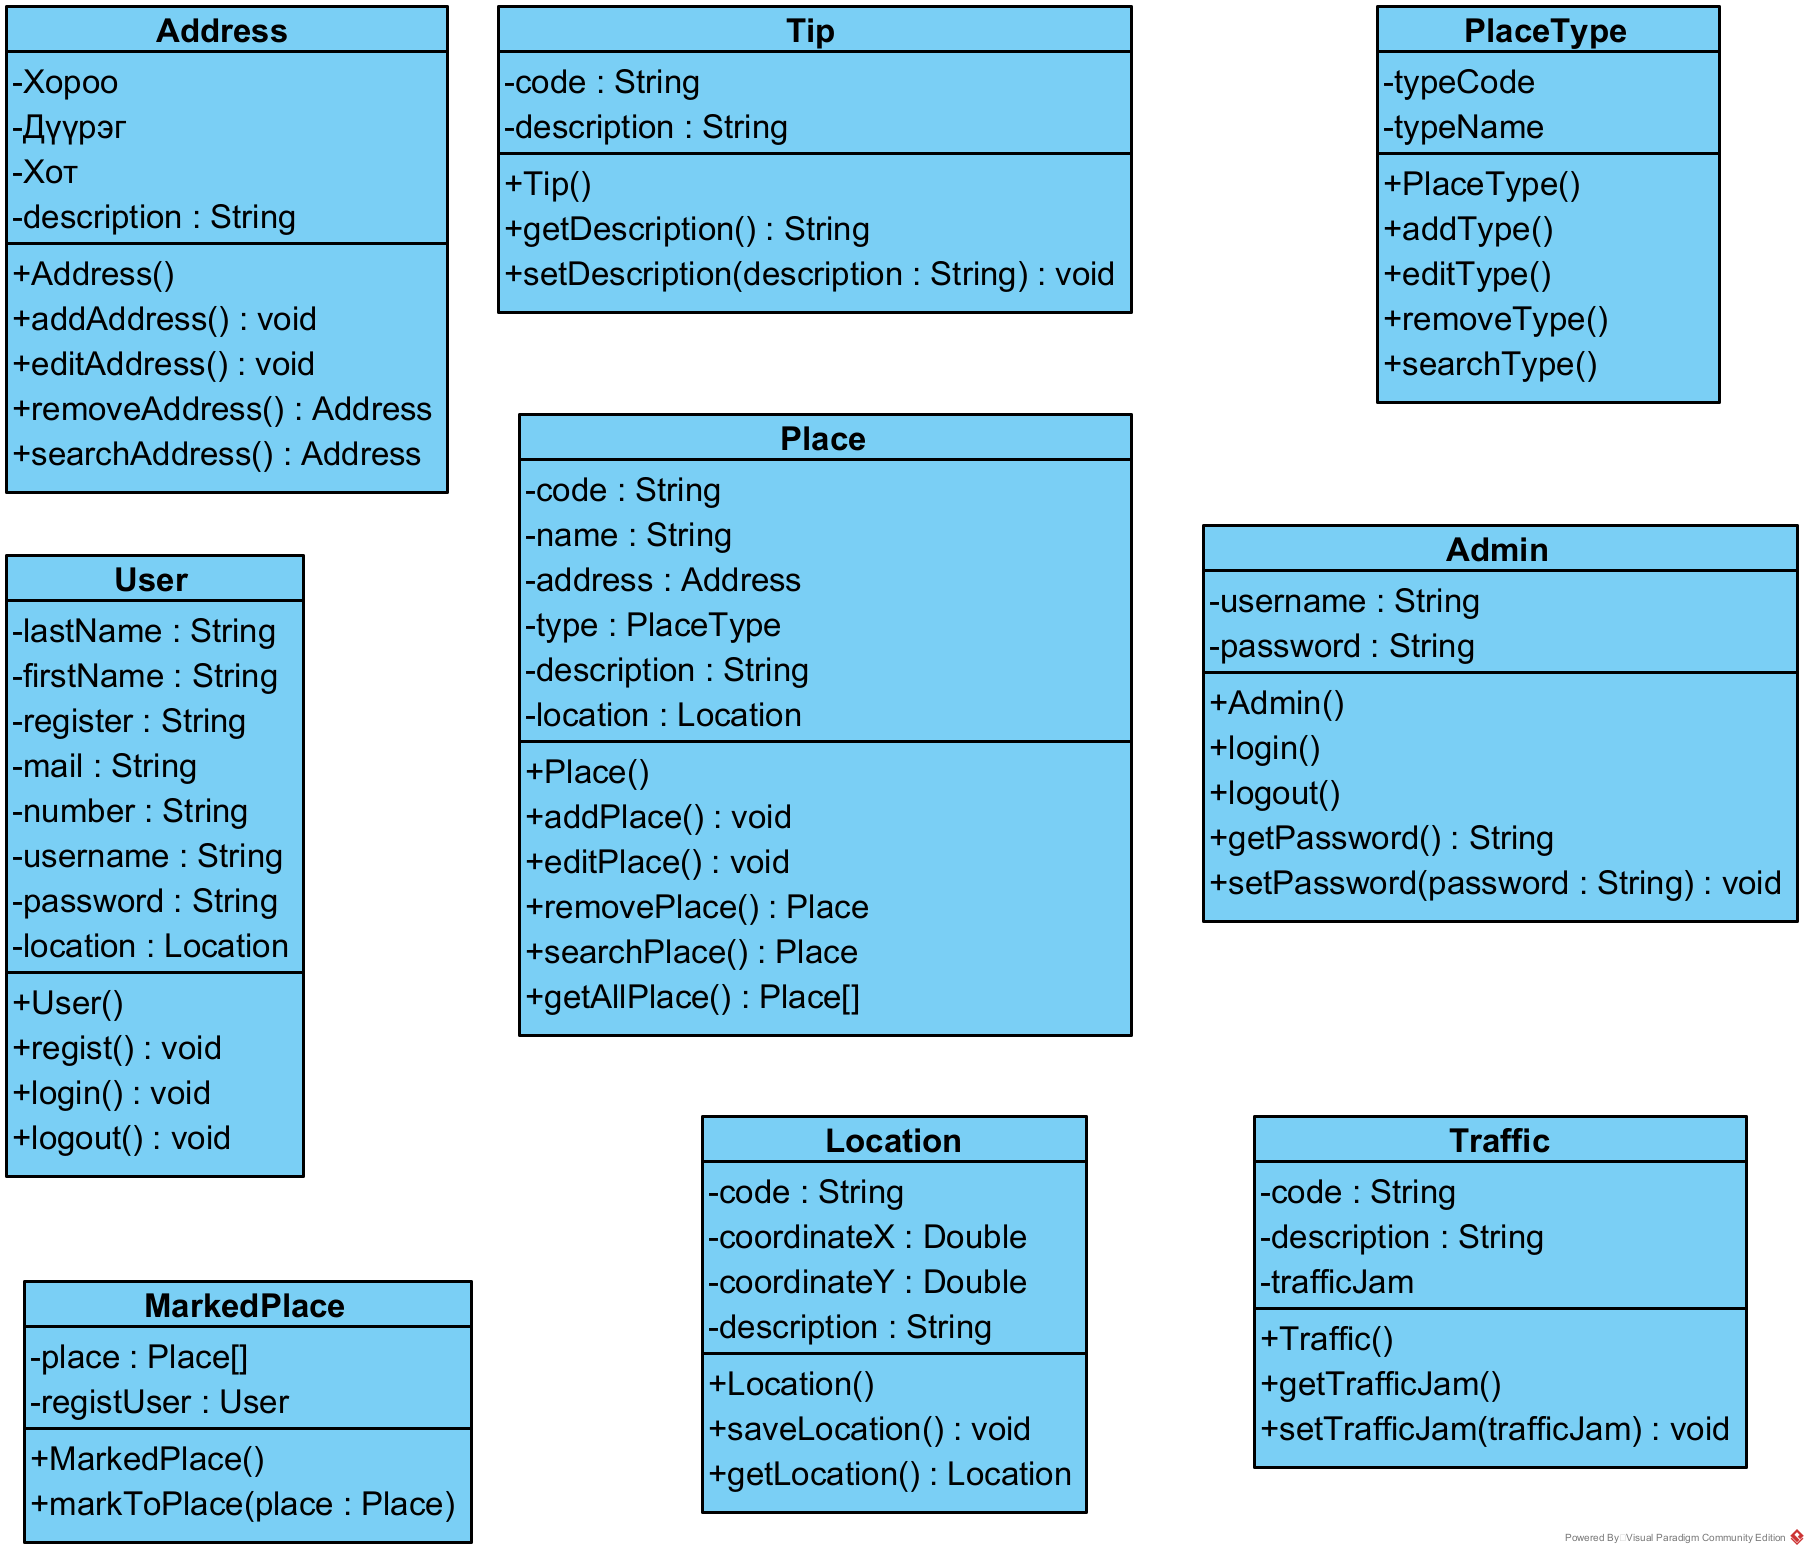 Address
-Хороо
-Дүүрэг
-Хот
-description : String
+Address()
+addAddress() : void
+editAddress() : void
+removeAddress() : Address
+searchAddress() : Address
Tip
-code : String
-description : String
+Tip()
+getDescription() : String
+setDescription(description : String) : void
PlaceType
-typeCode
-typeName
+PlaceType()
+addType()
+editType()
+removeType()
+searchType()
Place
-code : String
-name : String
-address : Address
-type : PlaceType
-description : String
-location : Location
+Place()
+addPlace() : void
+editPlace() : void
+removePlace() : Place
+searchPlace() : Place
+getAllPlace() : Place[]
User
-lastName : String
-firstName : String
-register : String
-mail : String
-number : String
-username : String
-password : String
-location : Location
+User()
+regist() : void
+login() : void
+logout() : void
Admin
-username : String
-password : String
+Admin()
+login()
+logout()
+getPassword() : String
+setPassword(password : String) : void
Location
-code : String
-coordinateX : Double
-coordinateY : Double
-description : String
+Location()
+saveLocation() : void
+getLocation() : Location
Traffic
-code : String
-description : String
-trafficJam
+Traffic()
+getTrafficJam()
+setTrafficJam(trafficJam) : void
MarkedPlace
-place : Place[]
-registUser : User
+MarkedPlace()
+markToPlace(place : Place)
Powered By Visual Paradigm Community Edition